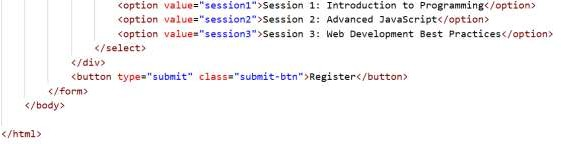 <option value="session1">Session 1: Introduction to Programming</option>
<option value="session2">Session 2: Advanced JavaScript</option>
<option value="session3">Session 3: Web Development Best Practices</option>
</select>
</div>
<button type="submit" class="submit-btn">Register</button>
</form>
</body>
</html>